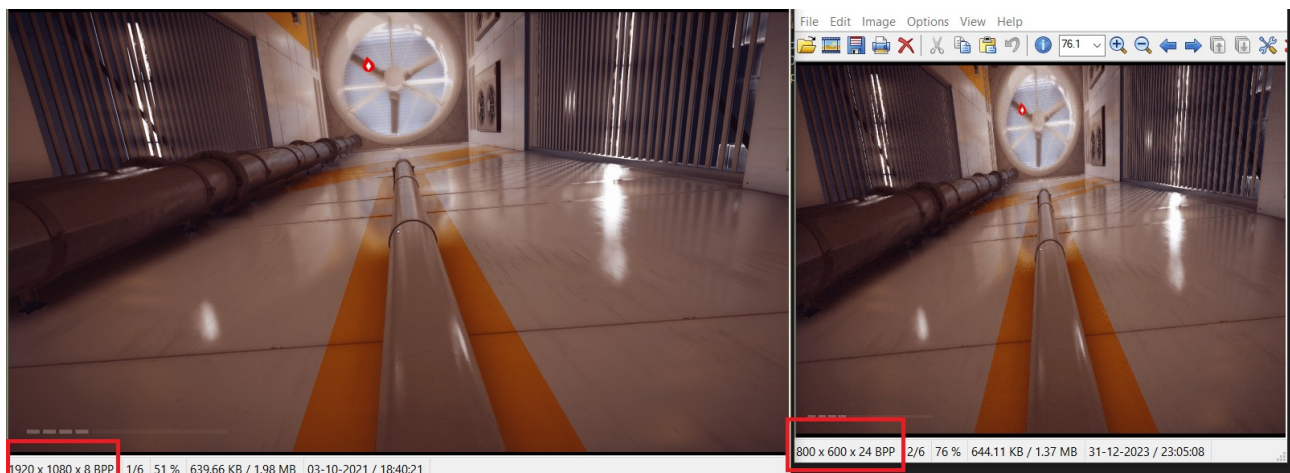 File Edit Image Options View Help
76.1
1920 x 1080 x 8 BPP 1/6 51 % 639.66 KB / 1.98 MB 03-10-2021 / 18:40:21
800 x 600 x 24 BPP 2/6 76 % 644.11 KB / 1.37 MB 31-12-2023 / 23:05:08